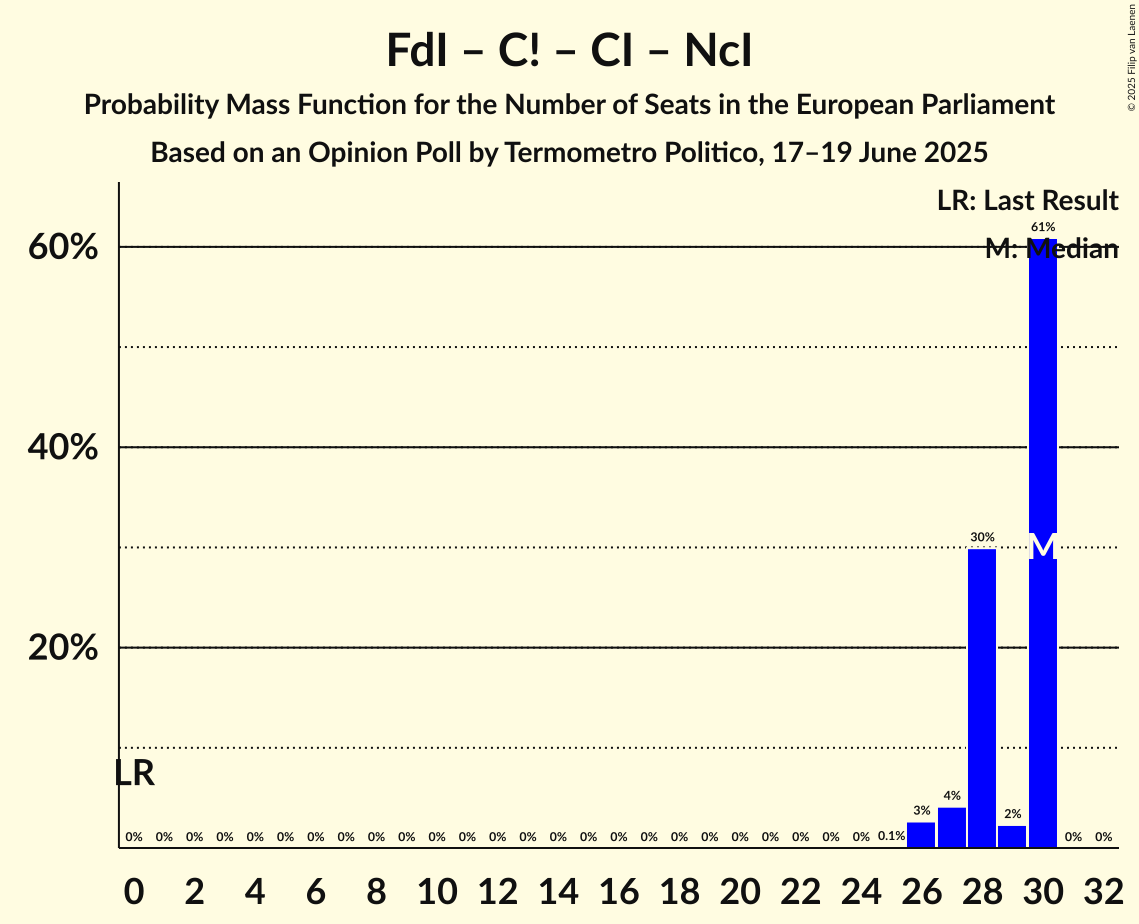 FdI – C! – CI – NcI
Probability Mass Function for the Number of Seats in the European Parliament
Based on an Opinion Poll by Termometro Politico, 17–19 June 2025
© 2025 Filip van Laenen
LR: Last Result
M: Median
60%
40%
20%
61%
30%
M
LR
0% 0% 0% 0% 0% 0% 0% 0% 0% 0% 0% 0% 0% 0% 0% 0% 0% 0% 0% 0% 0% 0% 0% 0% 0% 0.1% 3% 4% 2% 0% 0%
0 2 4 6 8 10 12 14 16 18 20 22 24 26 28 30 32